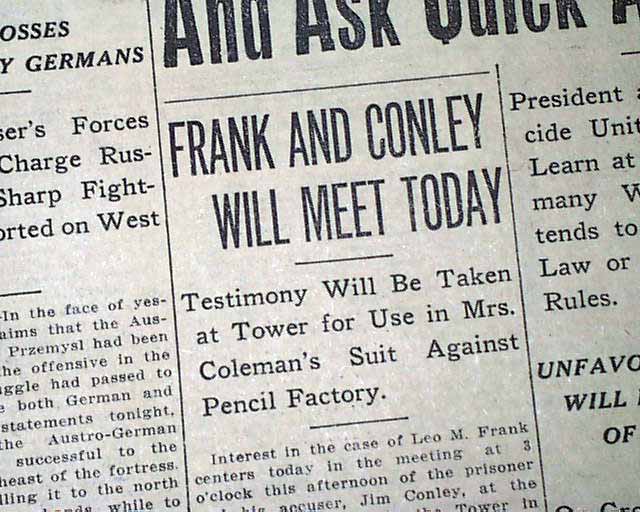 OSSES
Y GERMANS
ser's Forces
Charge Rus-
Sharp Fight-
orted on West
In the face of yes-
aims that the Aus-
Przemysl had been
he offensive in the
uggle had passed to
e both German and
statements tonight,
the Austro-German
successful to the
heast of the fortress.
lling it to the north
while to
And Ask Quick A
FRANK AND CONLEY
WILL MEET TODAY
Testimony Will Be Taken
at Tower for Use in Mrs.
Coleman's Suit Against
Pencil Factory.
Interest in the case of Leo M. Frank
centers today in the meeting at 3
o'clock this afternoon of the prisoner
his accuser, Jim Conley, at the
the Tower in
President a
cide Unit
Learn at
many W
tends to
Law or
Rules.
UNFAVO
WILL
OF